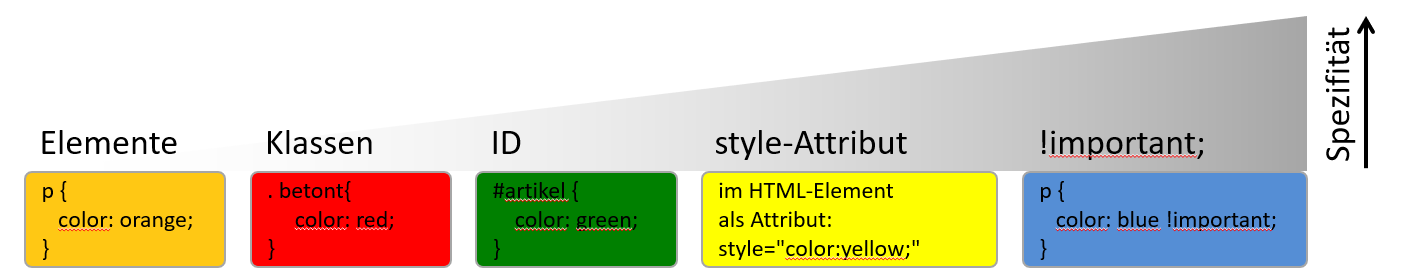 Spezifität
Elemente
Klassen
ID
style-Attribut
!important;
p {
color: orange;
}
. betont{
color: red;
}
#artikel {
color: green;
}
im HTML-Element
als Attribut:
style="color:yellow;"
p {
color: blue !important;
}